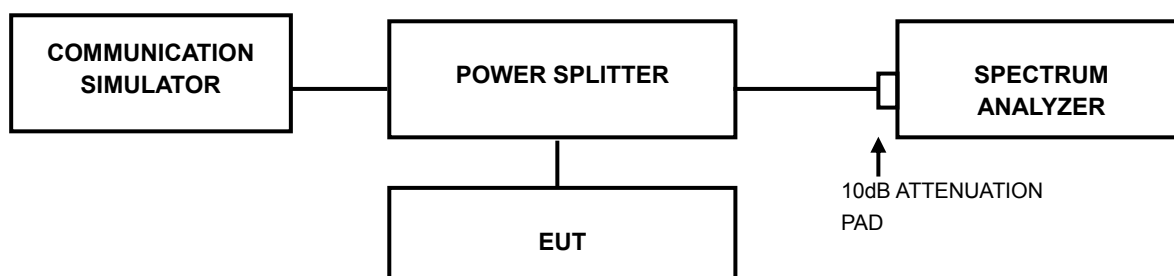 COMMUNICATION
SIMULATOR
POWER SPLITTER
SPECTRUM
ANALYZER
10dB ATTENUATION
PAD
EUT